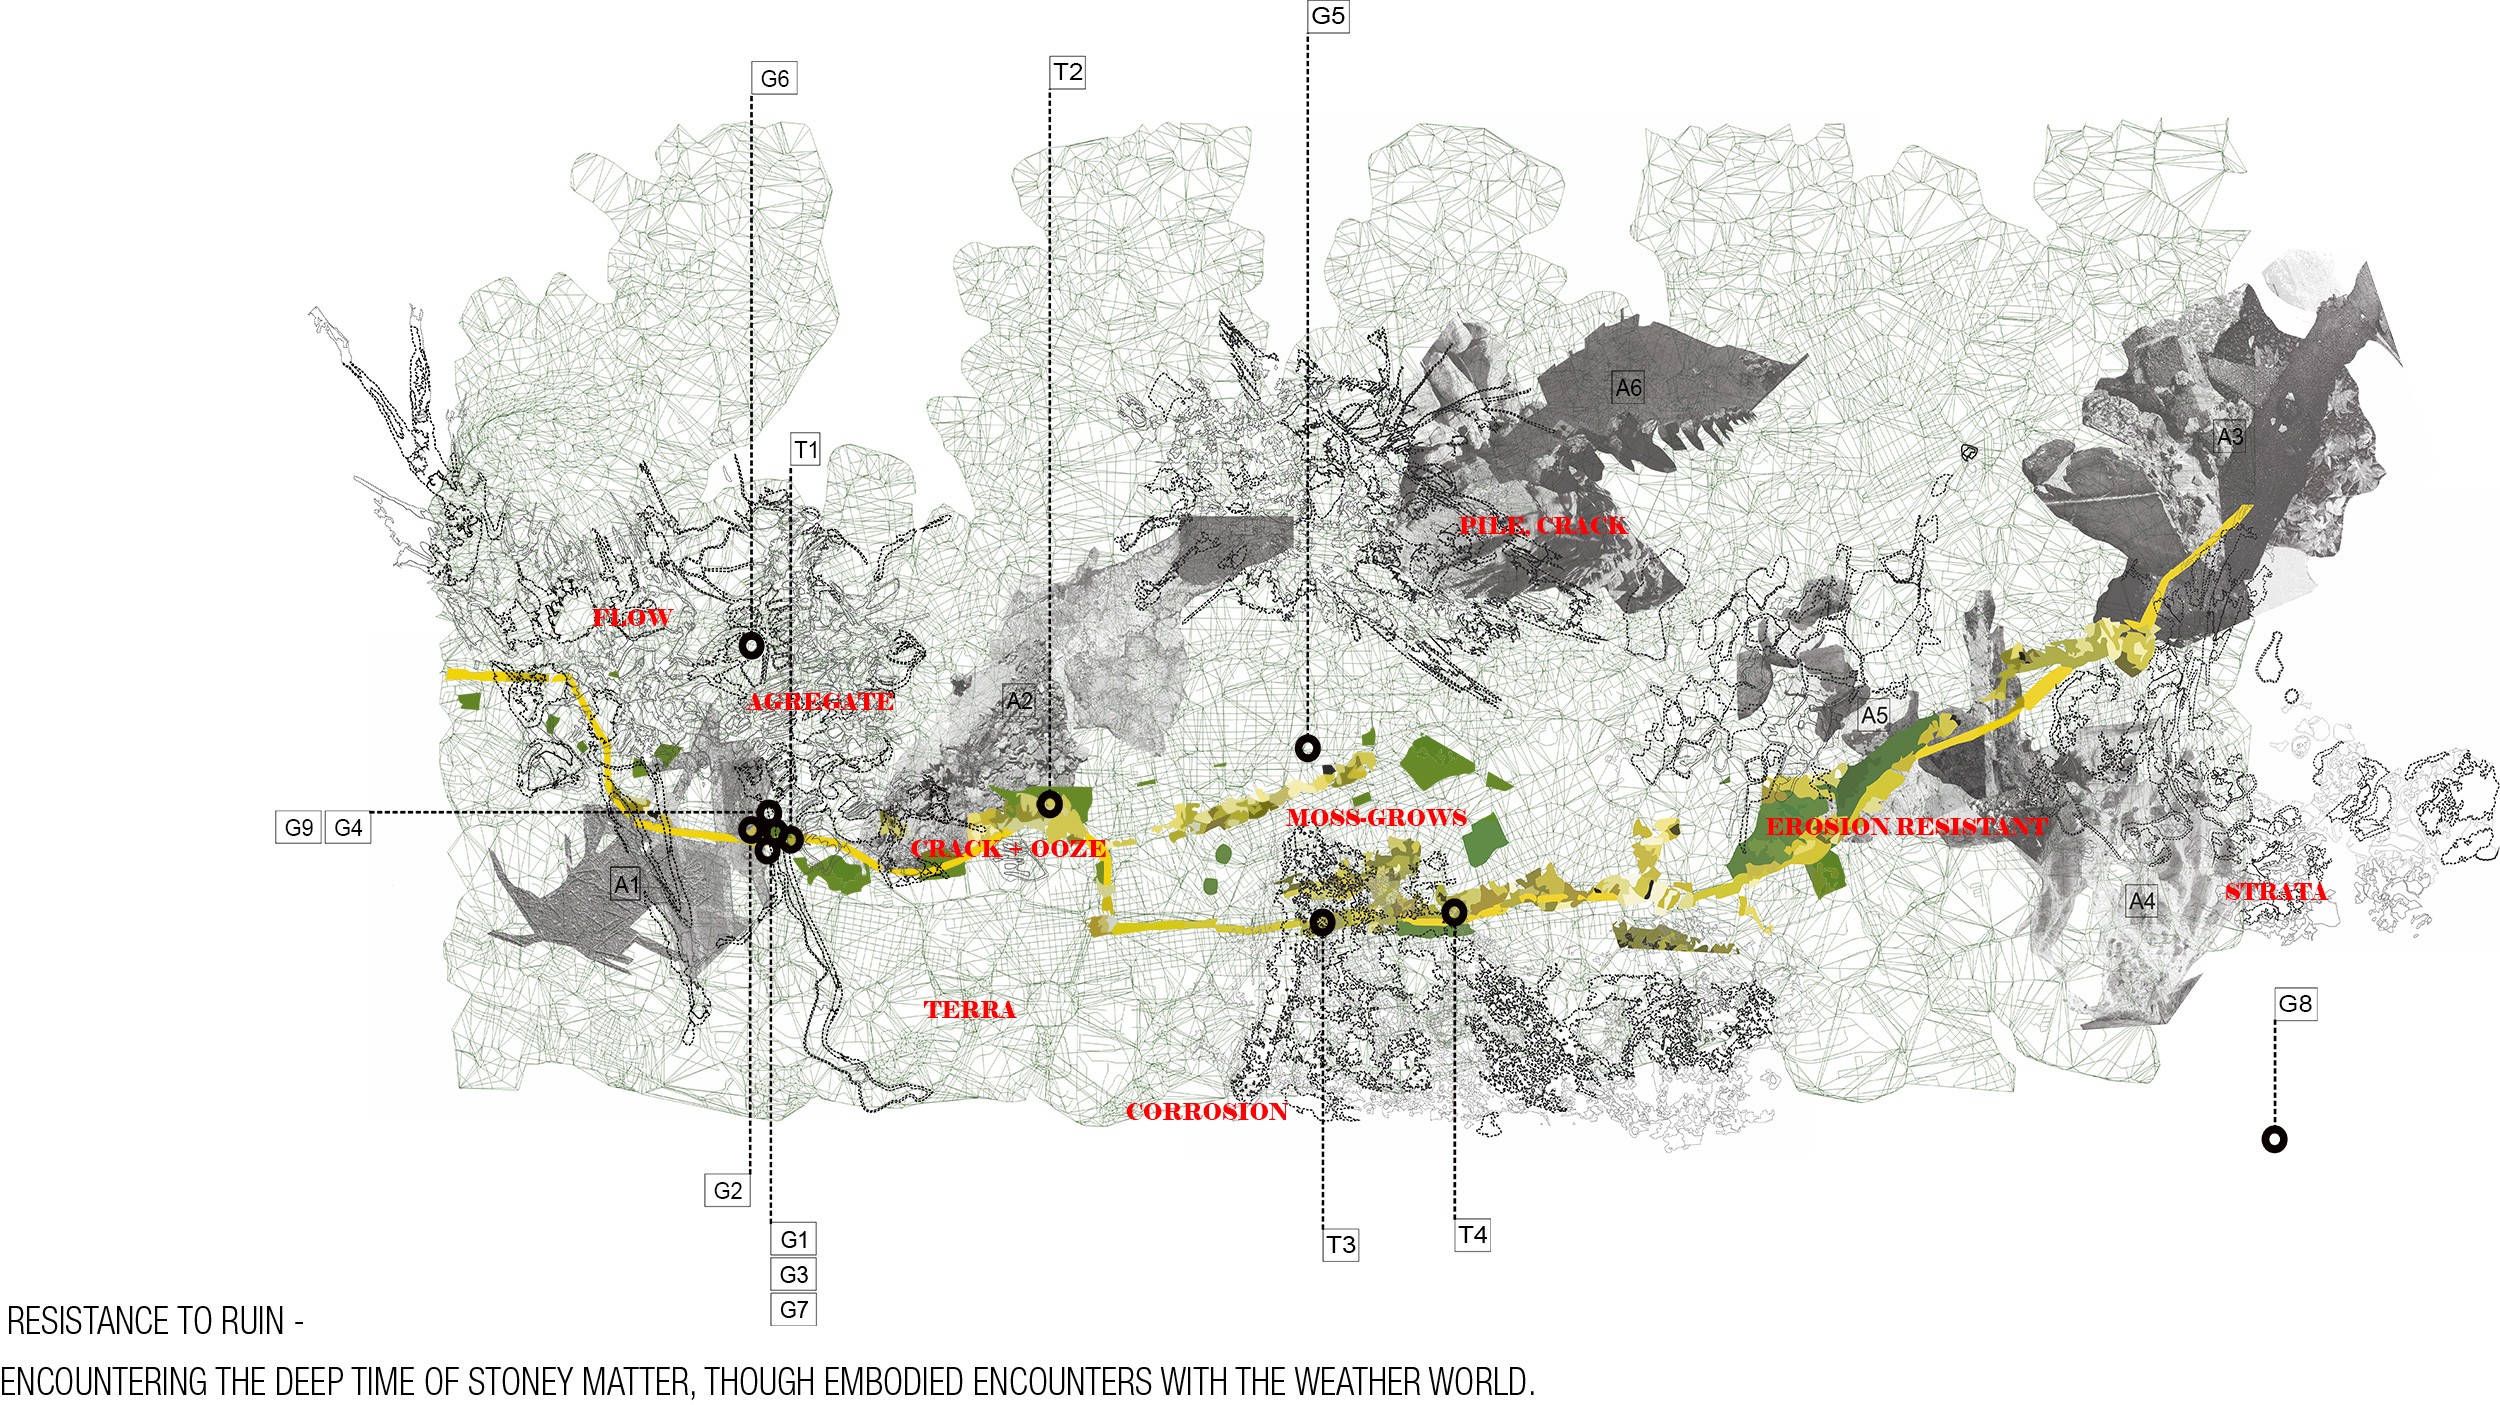 G5
G6
T2
T1
A6
A3
PILE, CRACK
FLOW
AGREGATE
A2
A5
G9 G4
MOSS-GROWS
EROSION RESISTANT
CRACK + OOZE
A1
STRATA
A4
TERRA
G8
CORROSION
G2
G1
T3
T4
G3
G7
RESISTANCE TO RUIN -
ENCOUNTERING THE DEEP TIME OF STONEY MATTER, THOUGH EMBODIED ENCOUNTERS WITH THE WEATHER WORLD.